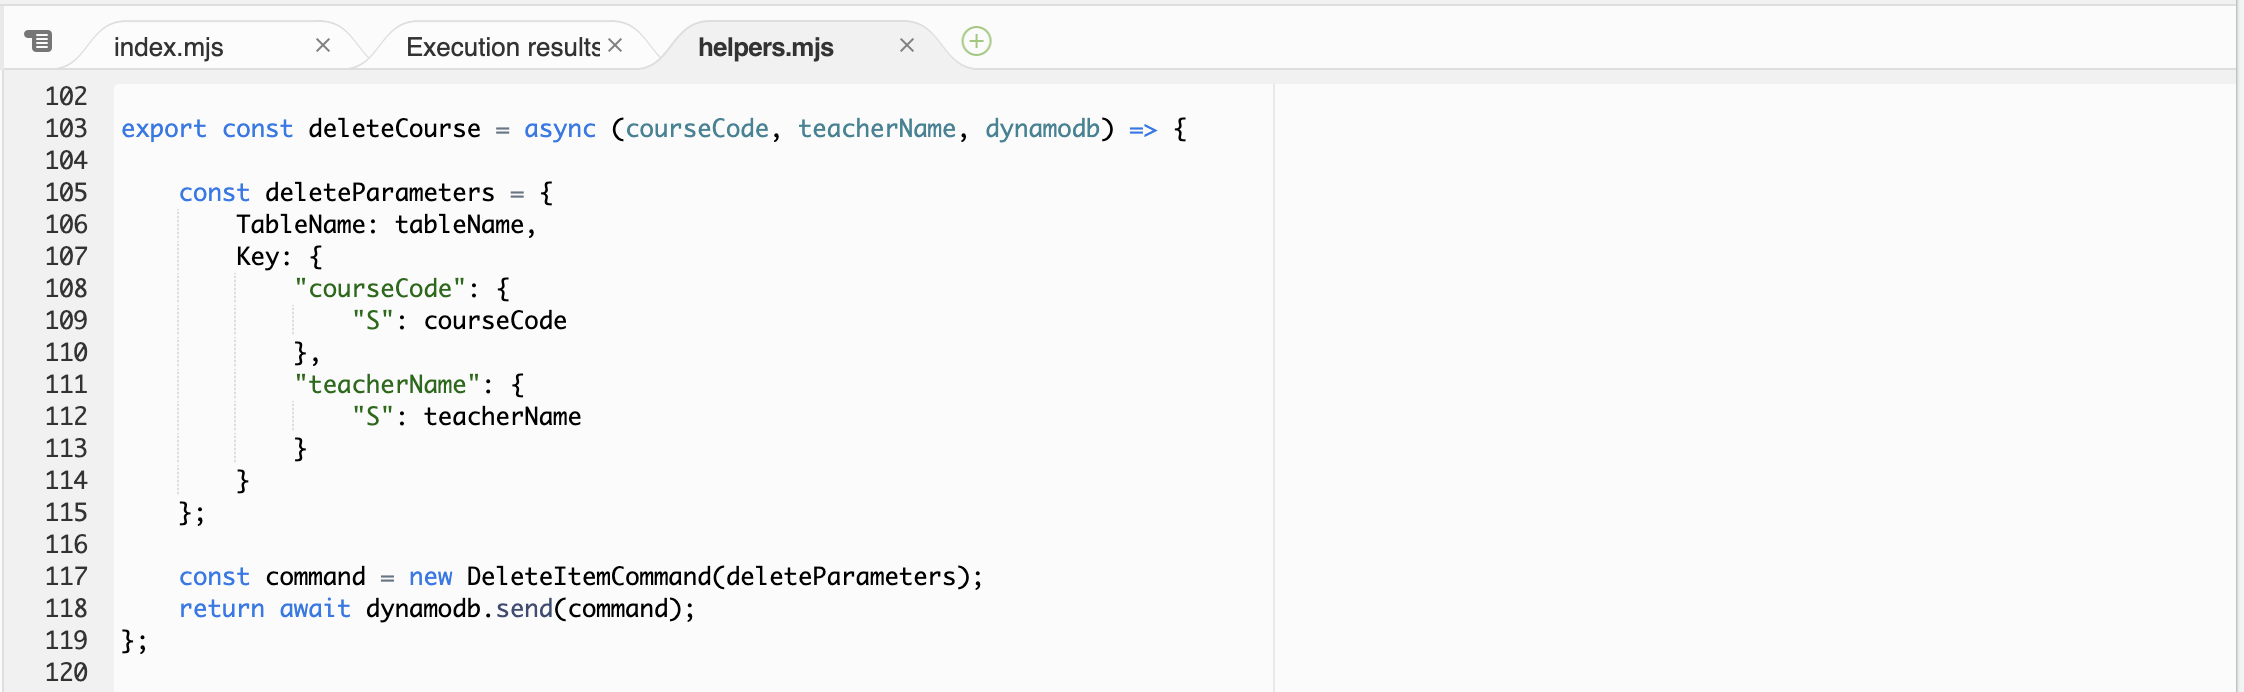 index.mjs Execution results helpers.mjs
102
103 export const deleteCourse = async (courseCode, teacherName, dynamodb) => {
104
105     const deleteParameters = {
106         TableName: tableName,
107         Key: {
108             "courseCode": {
109                 "S": courseCode
110             },
111             "teacherName": {
112                 "S": teacherName
113             }
114         }
115     };
116
117     const command = new DeleteItemCommand(deleteParameters);
118     return await dynamodb.send(command);
119 };
120